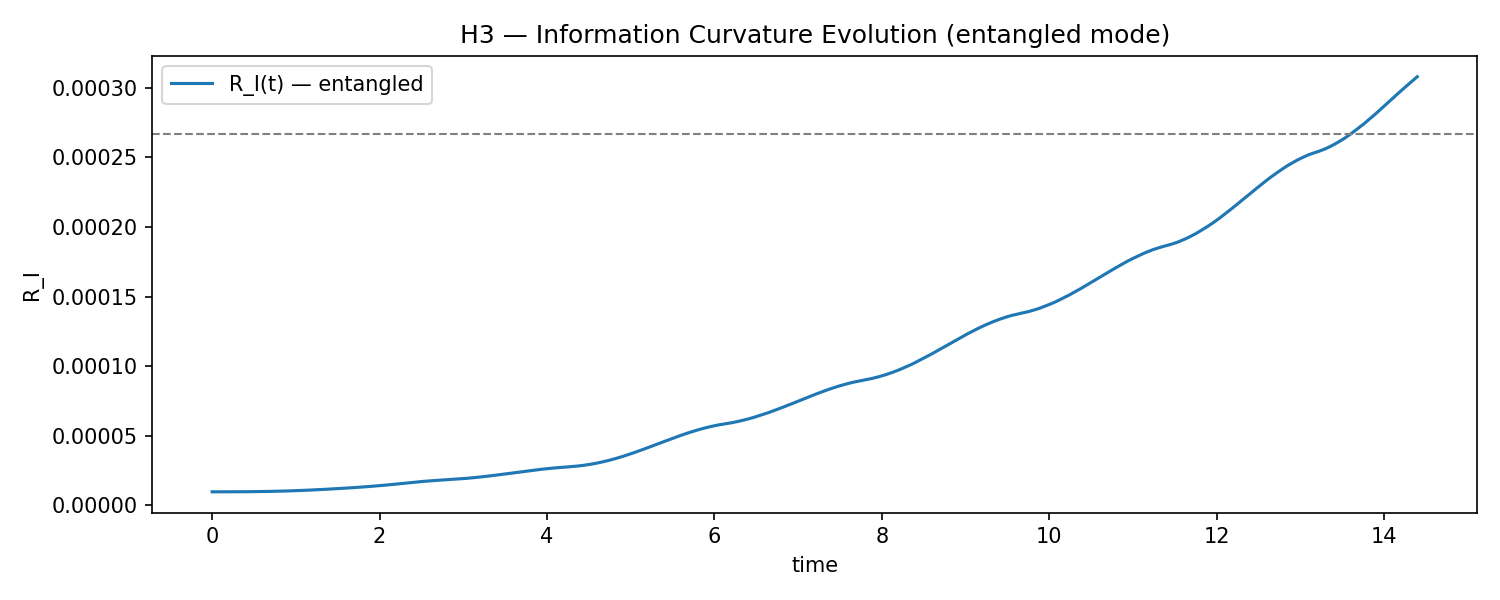 H3 — Information Curvature Evolution (entangled mode)
R_I(t) — entangled
0.00030
0.00025
0.00020
0.00015
0.00010
0.00005
0.00000
R_I
0 2 4 6 8 10 12 14
time